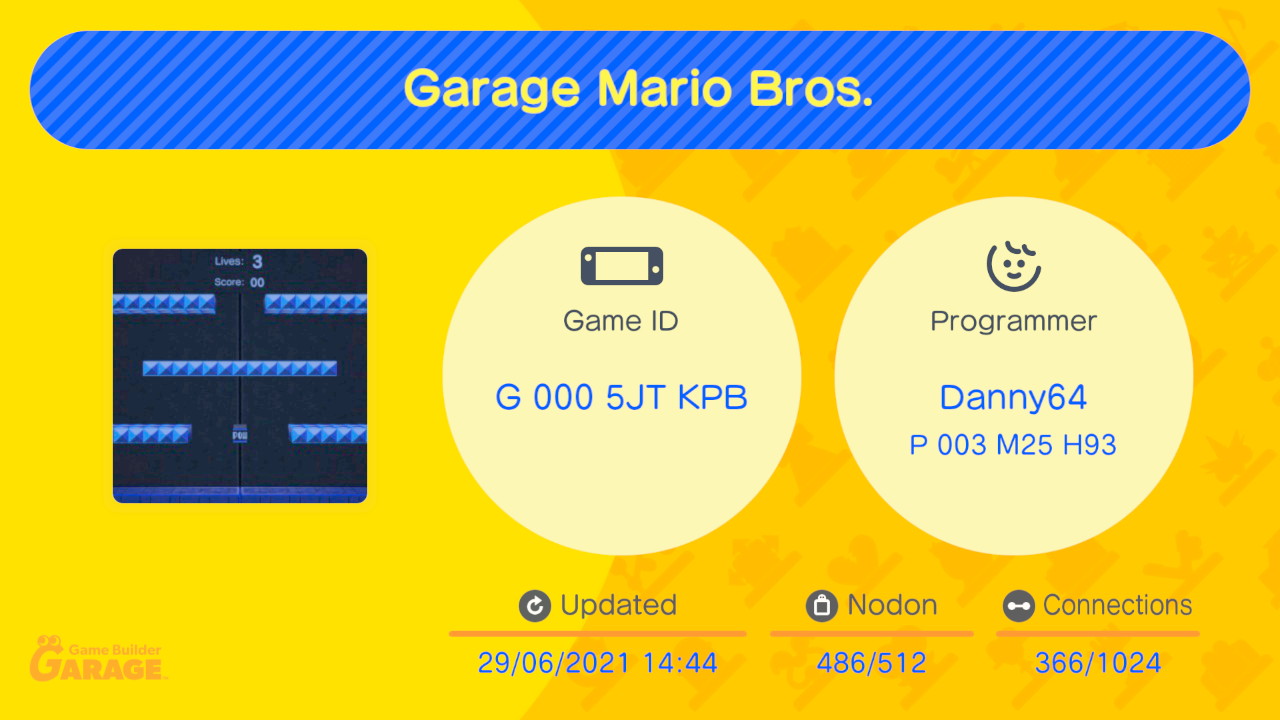 Garage Mario Bros.
Lives: 3
Score: 00
POW
Game ID
G 000 5JT KPB
Programmer
Danny64
P 003 M25 H93
Updated
Nodon
Connections
29/06/2021 14:44
486/512
366/1024
Game Builder
GARAGE